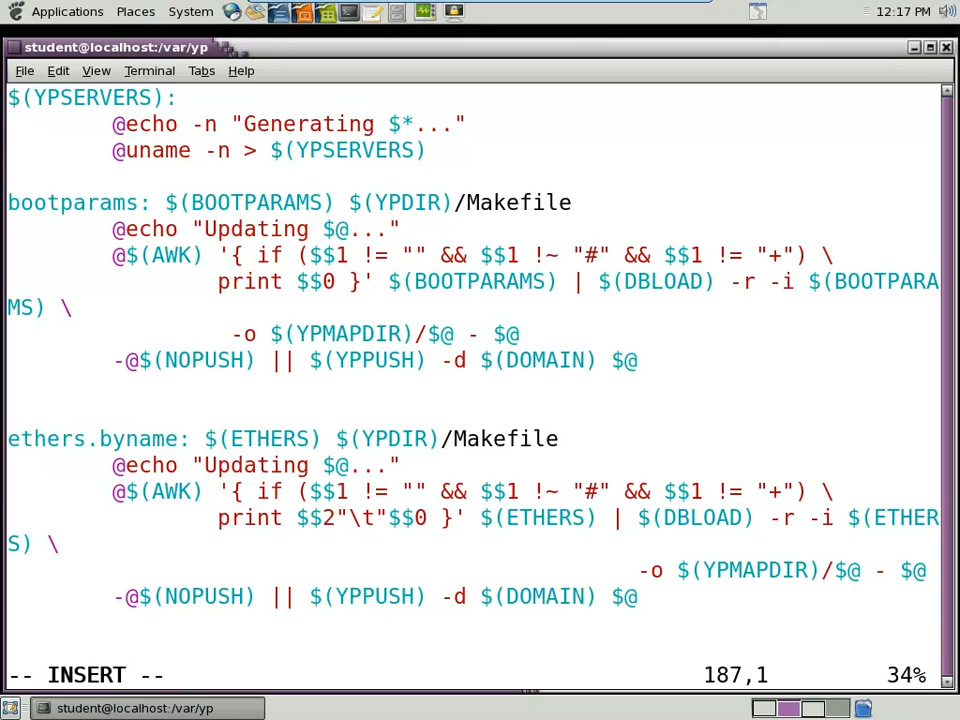 Applications Places System 12:17 PM
student@localhost:/var/yp
File Edit View Terminal Tabs Help
$(YPSERVERS):
@echo -n "Generating $*..."
@uname -n > $(YPSERVERS)
bootparams: $(BOOTPARAMS) $(YPDIR)/Makefile
@echo "Updating $@..."
@$(AWK) '{ if ($$1 != "" && $$1 !~ "#" && $$1 != "+") \
print $$0 }' $(BOOTPARAMS) | $(DBLOAD) -r -i $(BOOTPARA
MS) \
-o $(YPMAPDIR)/$@ - $@
-@$(NOPUSH) || $(YPPUSH) -d $(DOMAIN) $@
ethers.byname: $(ETHERS) $(YPDIR)/Makefile
@echo "Updating $@..."
@$(AWK) '{ if ($$1 != "" && $$1 !~ "#" && $$1 != "+") \
print $$2"\t"$$0 }' $(ETHERS) | $(DBLOAD) -r -i $(ETHER
S) \
-o $(YPMAPDIR)/$@ - $@
-@$(NOPUSH) || $(YPPUSH) -d $(DOMAIN) $@
-- INSERT -- 187,1 34%
student@localhost:/var/yp